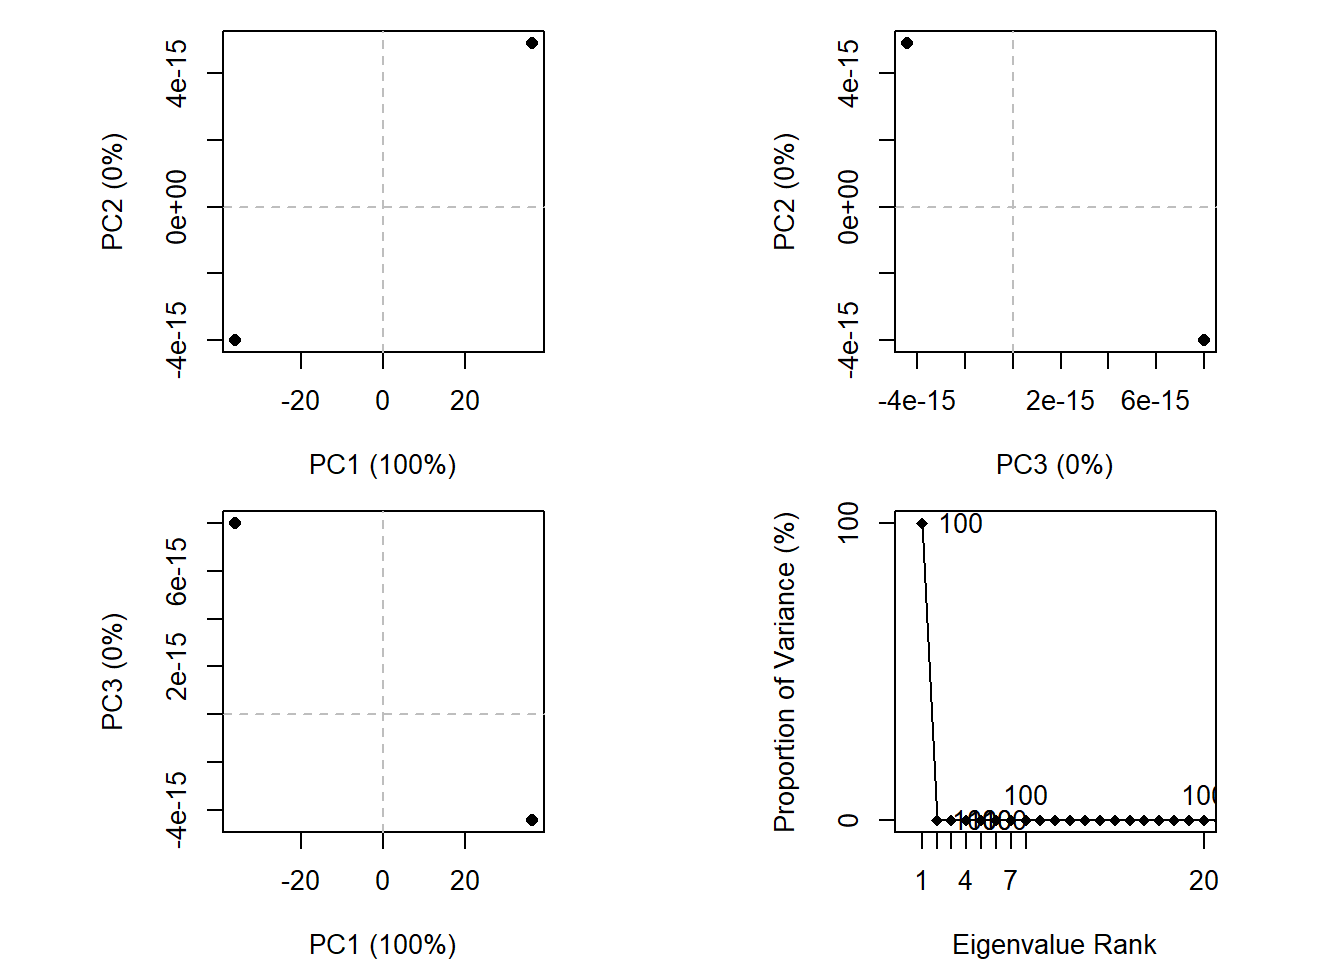 4e-15
0e+00
-4e-15
PC2 (0%)
-20 0 20
PC1 (100%)
4e-15
0e+00
-4e-15
PC2 (0%)
-4e-15 2e-15 6e-15
PC3 (0%)
6e-15
2e-15
-4e-15
PC3 (0%)
-20 0 20
PC1 (100%)
100
0
Proportion of Variance (%)
100
100
1 4 7 20
Eigenvalue Rank